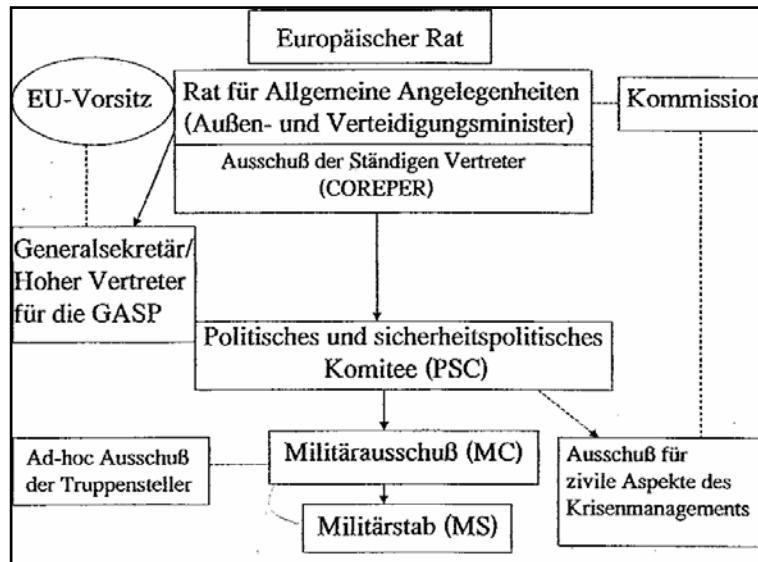 Europäischer Rat
EU-Vorsitz
Rat für Allgemeine Angelegenheiten
(Außen- und Verteidigungsminister)
Kommission
Ausschuß der Ständigen Vertreter
(COREPER)
Generalsekretär/
Hoher Vertreter
für die GASP
Politisches und sicherheitspolitisches
Komitee (PSC)
Ad-hoc Ausschuß
der Truppensteller
Militärausschuß (MC)
Ausschuß für
zivile Aspekte des
Krisenmanagements
Militärstab (MS)